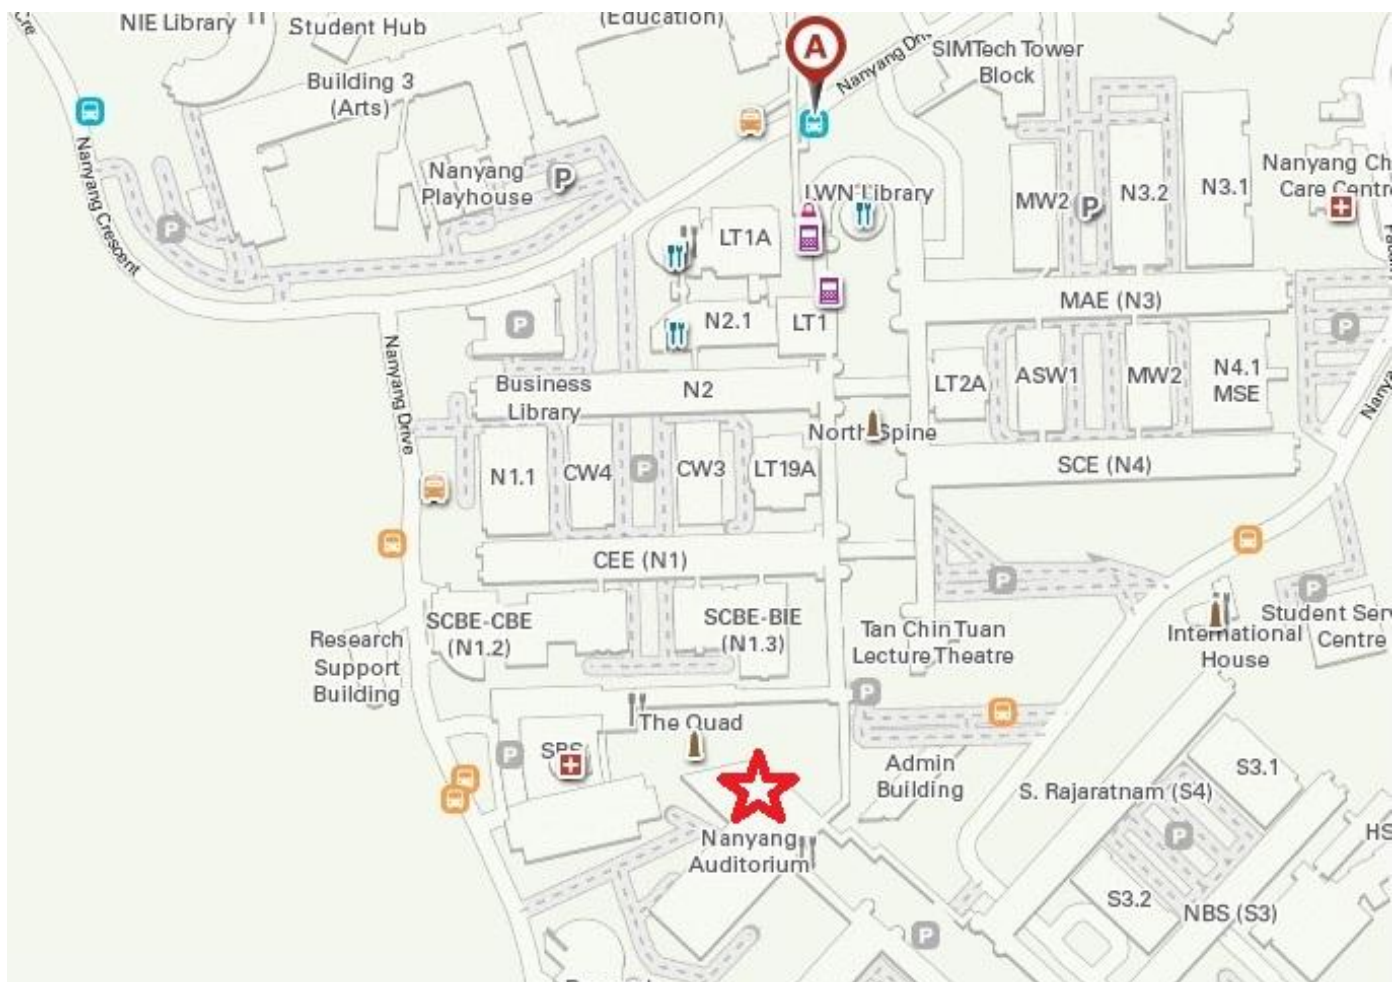 Cre
NIE Library
Student Hub
(Education)
A
Nanyang
SIMTech Tower
Block
Building 3
(Arts)
Nanyang Crescent
Nanyang
Playhouse
P
LWN Library
MW2
P
N3.2
N3.1
Nanyang Ch
Care Centr
P
LT1A
MAE (N3)
P
N2.1
LT1
P
Nanyang Drive
Business
Library
N2
LT2A
ASW1
MW2
N4.1
MSE
North Spine
N1.1
CW4
P
CW3
LT19A
SCE (N4)
CEE (N1)
P
P
SCBE-CBE
(N1.2)
SCBE-BIE
(N1.3)
Tan Chin Tuan
Lecture Theatre
International
House
Student Ser
Centre
Research
Support
Building
P
The Quad
P
SBS
Admin
Building
S. Rajaratnam (S4)
S3.1
P
HS
Nanyang
Auditorium
S3.2
NBS (S3)
P